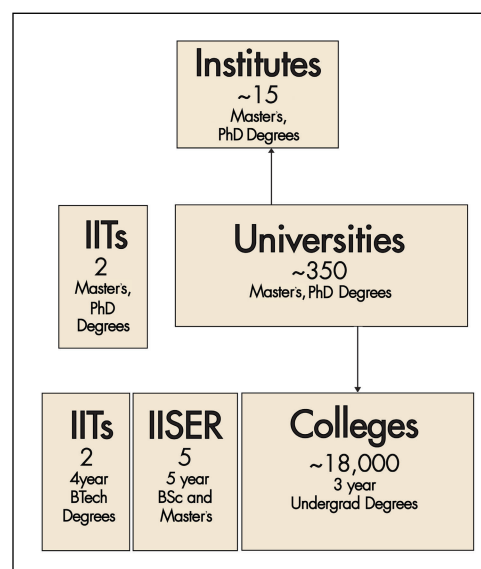 Institutes
~15
Master's,
PhD Degrees
IITs
2
Master's,
PhD
Degrees
Universities
~350
Master's, PhD Degrees
IITs
2
4year
BTech
Degrees
IISER
5
5 year
BSc and
Master's
Colleges
~18,000
3 year
Undergrad Degrees